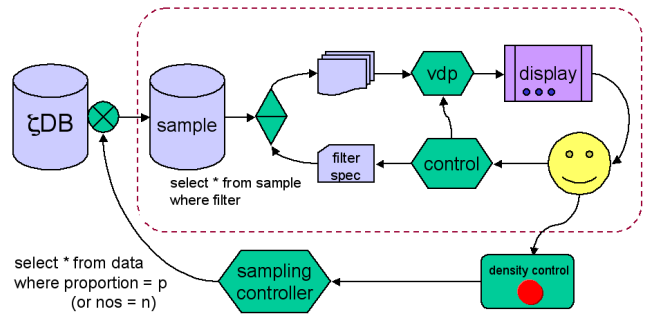 ζDB
sample
vdp
display
filter
spec
control
select * from sample
where filter
select * from data
where proportion = p
(or nos = n)
sampling
controller
density control